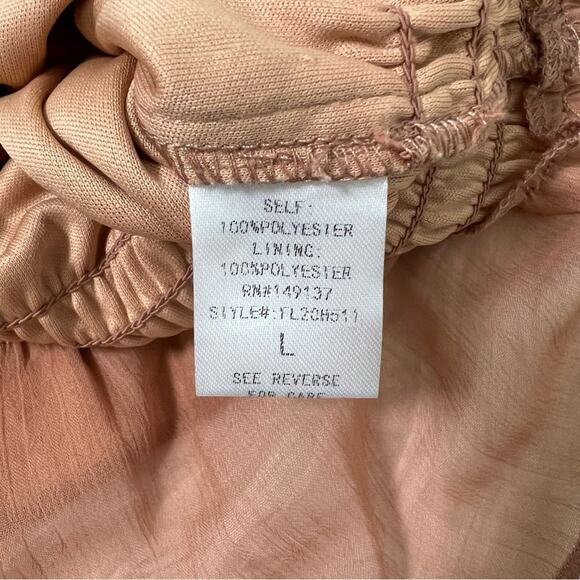 SELF:
100%POLYESTER
LINING:
100%POLYESTER
RN#149137
STYLE#:TL20H511
L
SEE REVERSE
FOR CARE